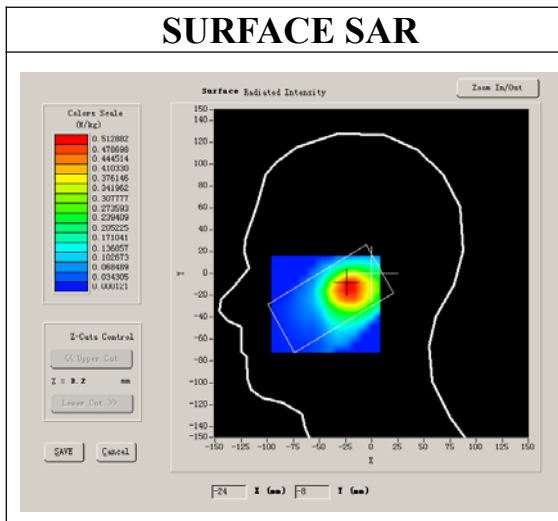 SURFACE SAR
Surface Radiated Intensity
Zoom In/Out
Colors Scale
(W/kg)
0.512882
0.478698
0.444514
0.410330
0.376146
0.341962
0.307777
0.273593
0.239409
0.205225
0.171041
0.136857
0.102673
0.068489
0.034305
0.000121
150
140
120
100
80
60
40
20
0
-20
-40
-60
-80
-100
-120
-140
-150
Y
-150 -125 -100 -75 -50 -25 0 25 50 75 100 125 150
X
Z-Cuts Control
<< Upper Cut
Z = 9.2 mm
Lower Cut >>
SAVE Cancel
-24 X (mm) -8 Y (mm)